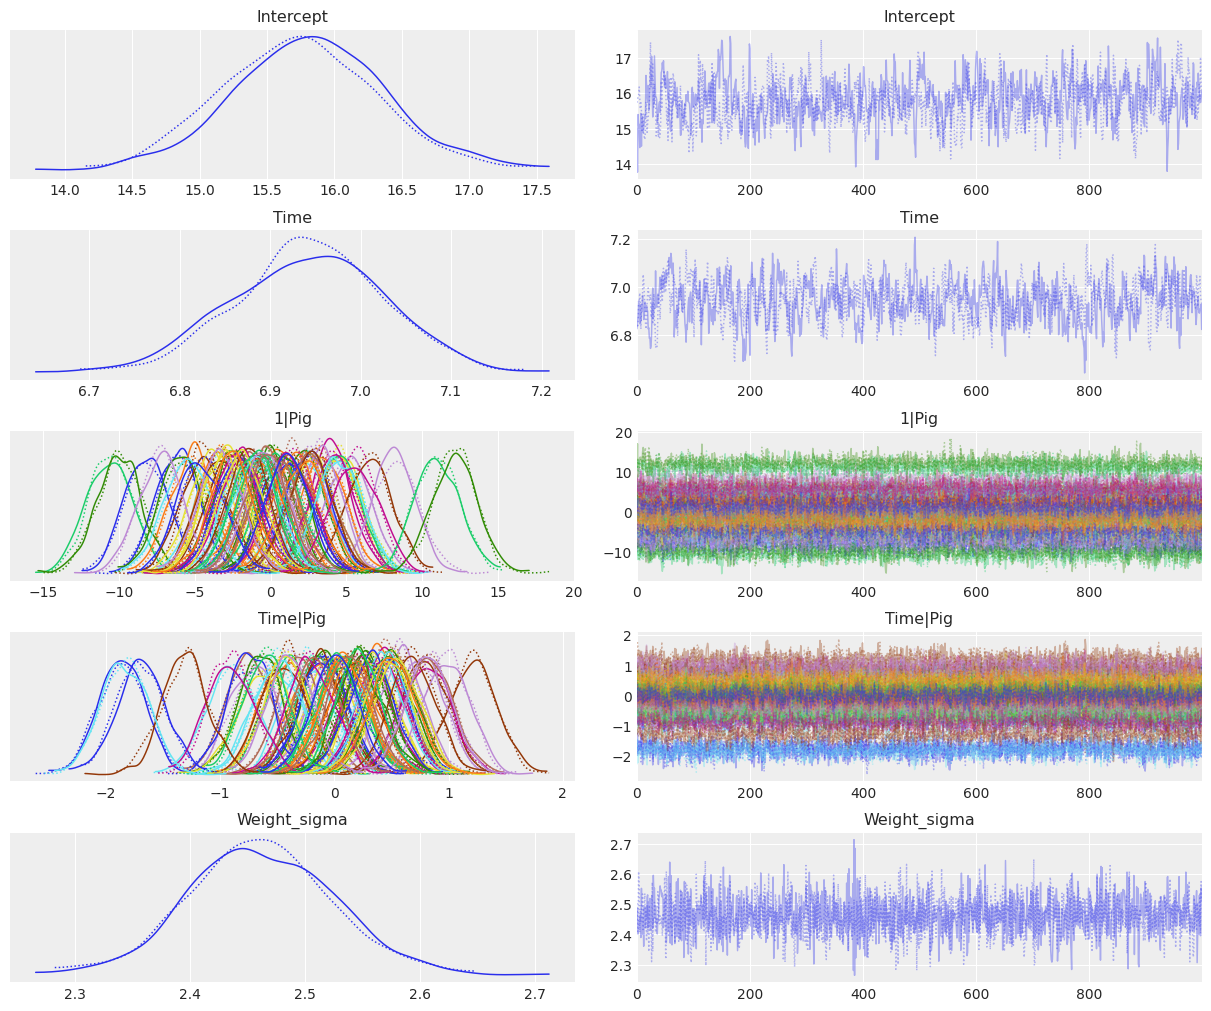 Intercept
14.0 14.5 15.0 15.5 16.0 16.5 17.0 17.5
Intercept
17
16
15
14
0 200 400 600 800
Time
6.7 6.8 6.9 7.0 7.1 7.2
Time
7.2
7.0
6.8
0 200 400 600 800
1|Pig
−15 −10 −5 0 5 10 15 20
1|Pig
20
10
0
−10
0 200 400 600 800
Time|Pig
−2 −1 0 1 2
Time|Pig
2
1
0
−1
−2
0 200 400 600 800
Weight_sigma
2.3 2.4 2.5 2.6 2.7
Weight_sigma
2.7
2.6
2.5
2.4
2.3
0 200 400 600 800